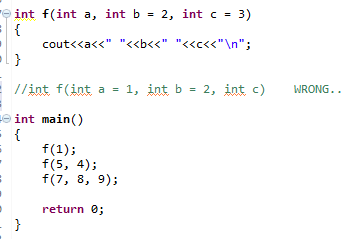 int f(int a, int b = 2, int c = 3)
{
    cout<<a<<" "<<b<<" "<<c<<"\n";
}
//int f(int a = 1, int b = 2, int c)    WRONG..
int main()
{
    f(1);
    f(5, 4);
    f(7, 8, 9);
    return 0;
}